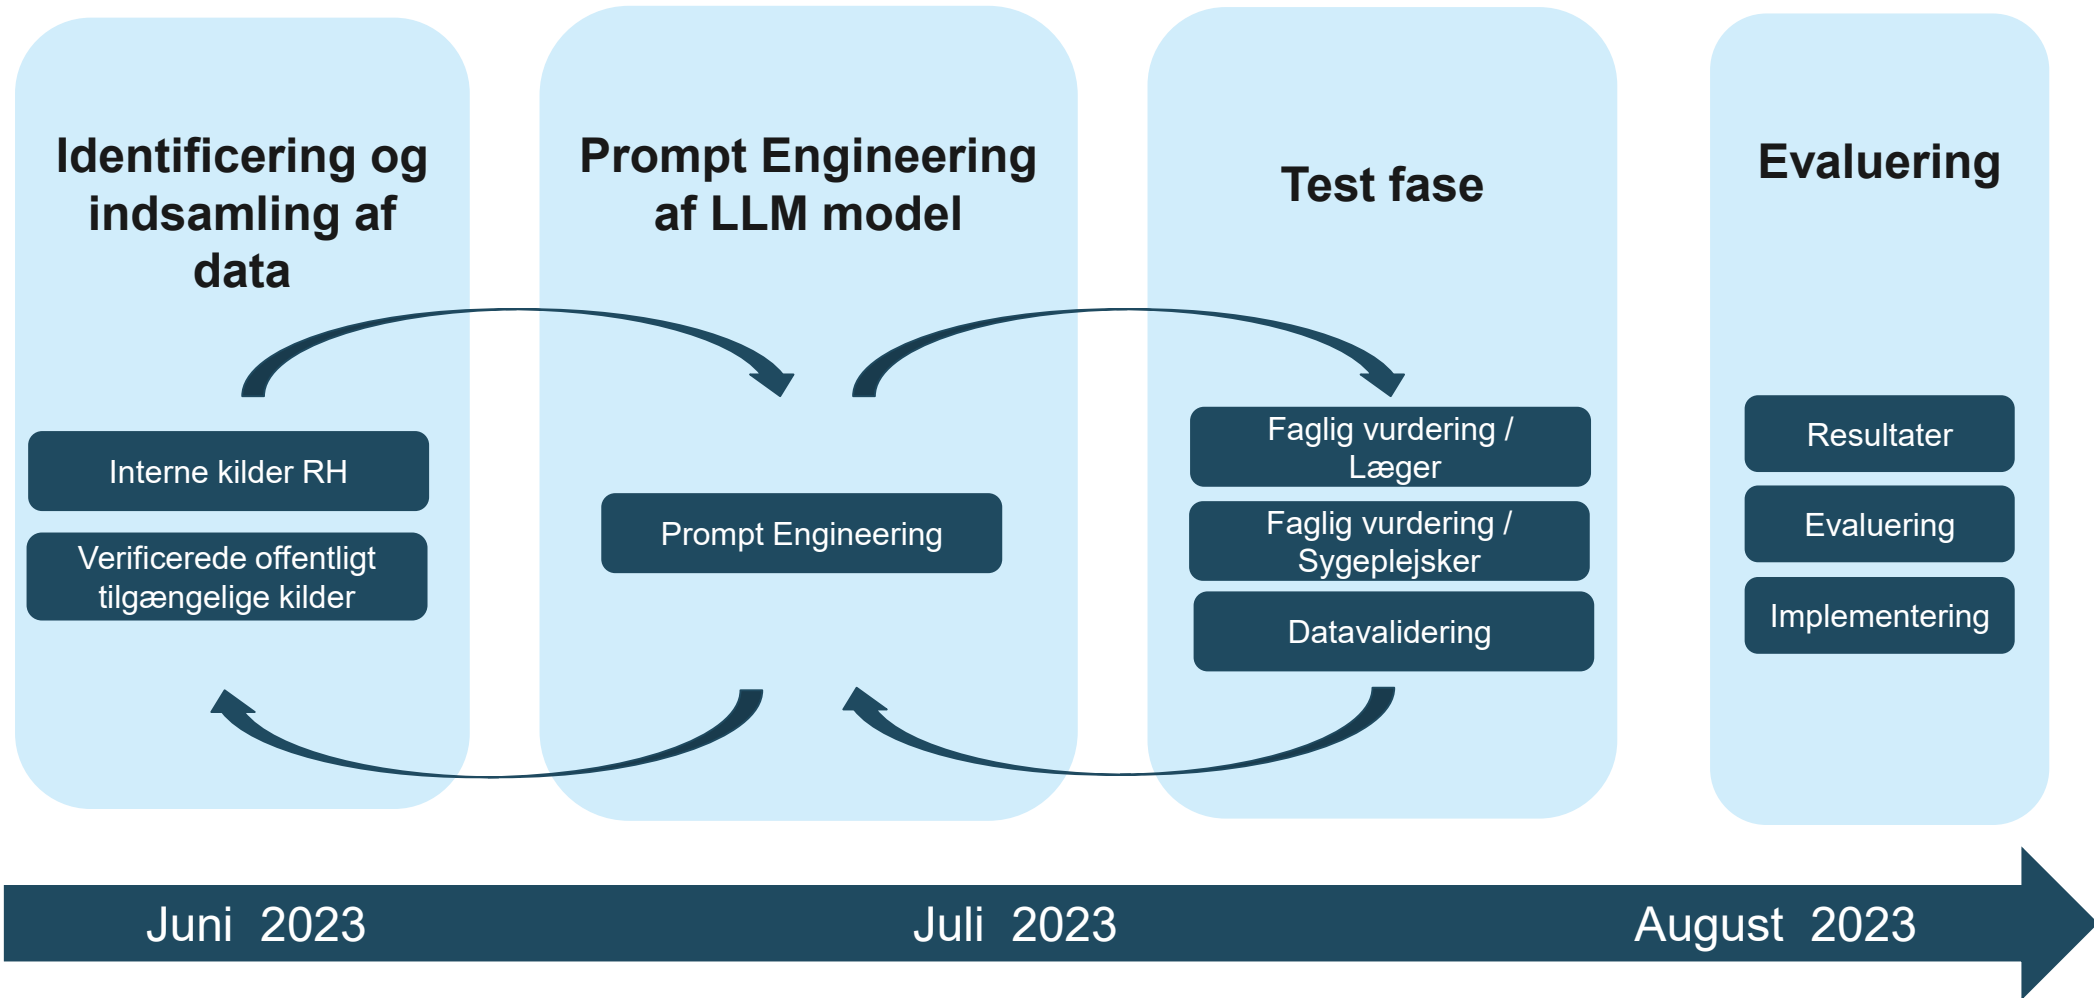 Identificering og
indsamling af
data
Interne kilder RH
Verificerede offentligt
tilgængelige kilder
Prompt Engineering
af LLM model
Prompt Engineering
Test fase
Faglig vurdering /
Læger
Faglig vurdering /
Sygeplejsker
Datavalidering
Evaluering
Resultater
Evaluering
Implementering
Juni 2023
Juli 2023
August 2023